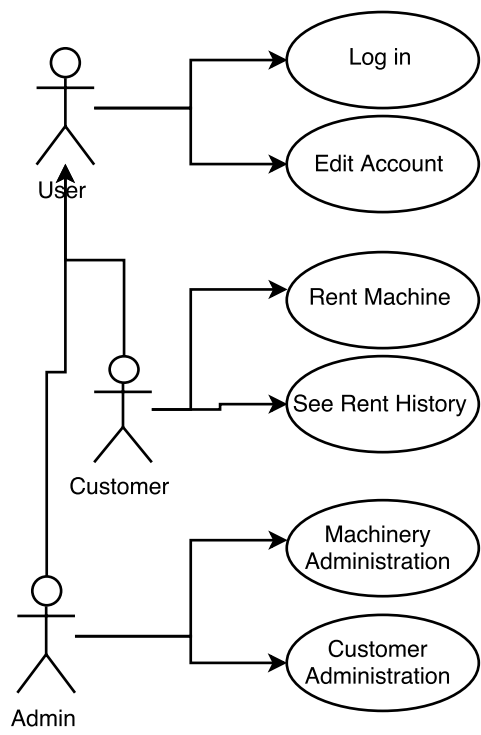 Log in
Edit Account
User
Rent Machine
See Rent History
Customer
Machinery
Administration
Customer
Administration
Admin